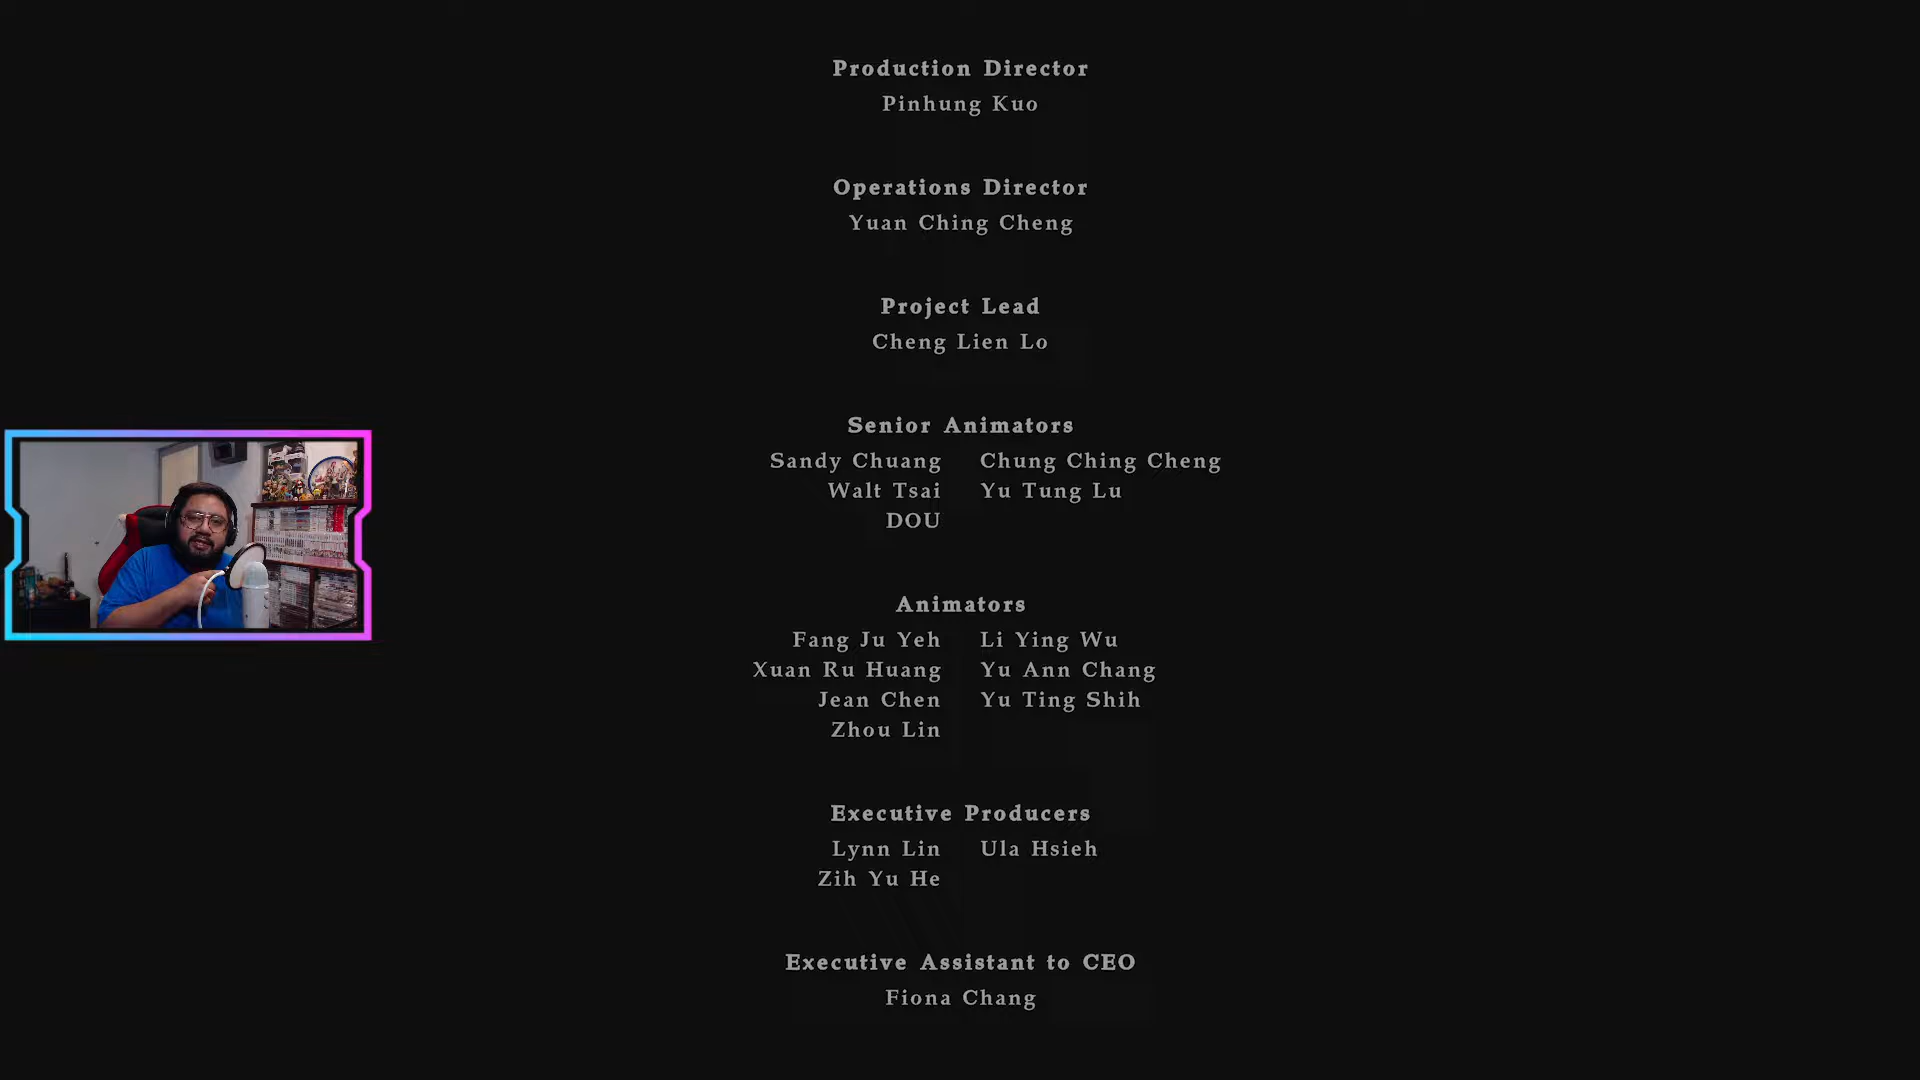 Production Director
Pinhung Kuo
Operations Director
Yuan Ching Cheng
Project Lead
Cheng Lien Lo
Senior Animators
Sandy Chuang Chung Ching Cheng
Walt Tsai Yu Tung Lu
DOU
Animators
Fang Ju Yeh Li Ying Wu
Xuan Ru Huang Yu Ann Chang
Jean Chen Yu Ting Shih
Zhou Lin
Executive Producers
Lynn Lin Ula Hsieh
Zih Yu He
Executive Assistant to CEO
Fiona Chang